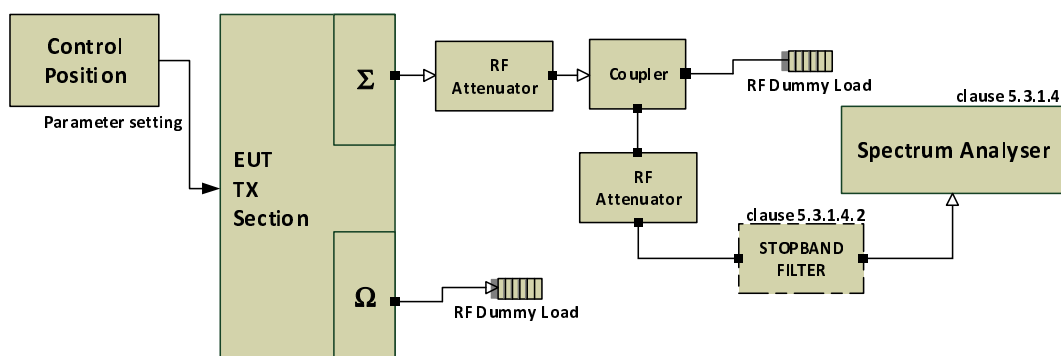 Control
Position
Parameter setting
EUT
TX
Section
Σ
Ω
RF
Attenuator
Coupler
RF Dummy Load
RF
Attenuator
clause 5.3.1.4
Spectrum Analyser
clause 5.3.1.4.2
STOPBAND
FILTER
RF Dummy Load